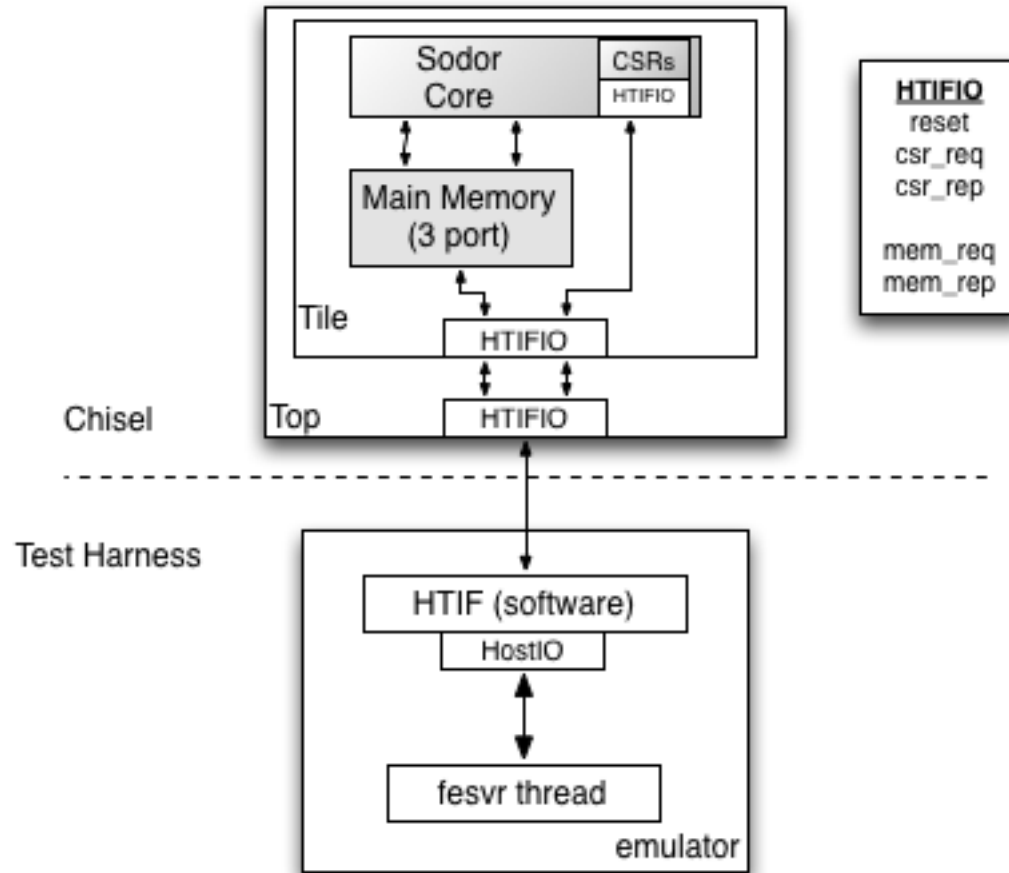 Sodor
Core
CSRs
HTIFIO
Main Memory
(3 port)
Tile
HTIFIO
Top
HTIFIO
HTIFIO
reset
csr_req
csr_rep
mem_req
mem_rep
Chisel
Test Harness
HTIF (software)
HostIO
fesvr thread
emulator